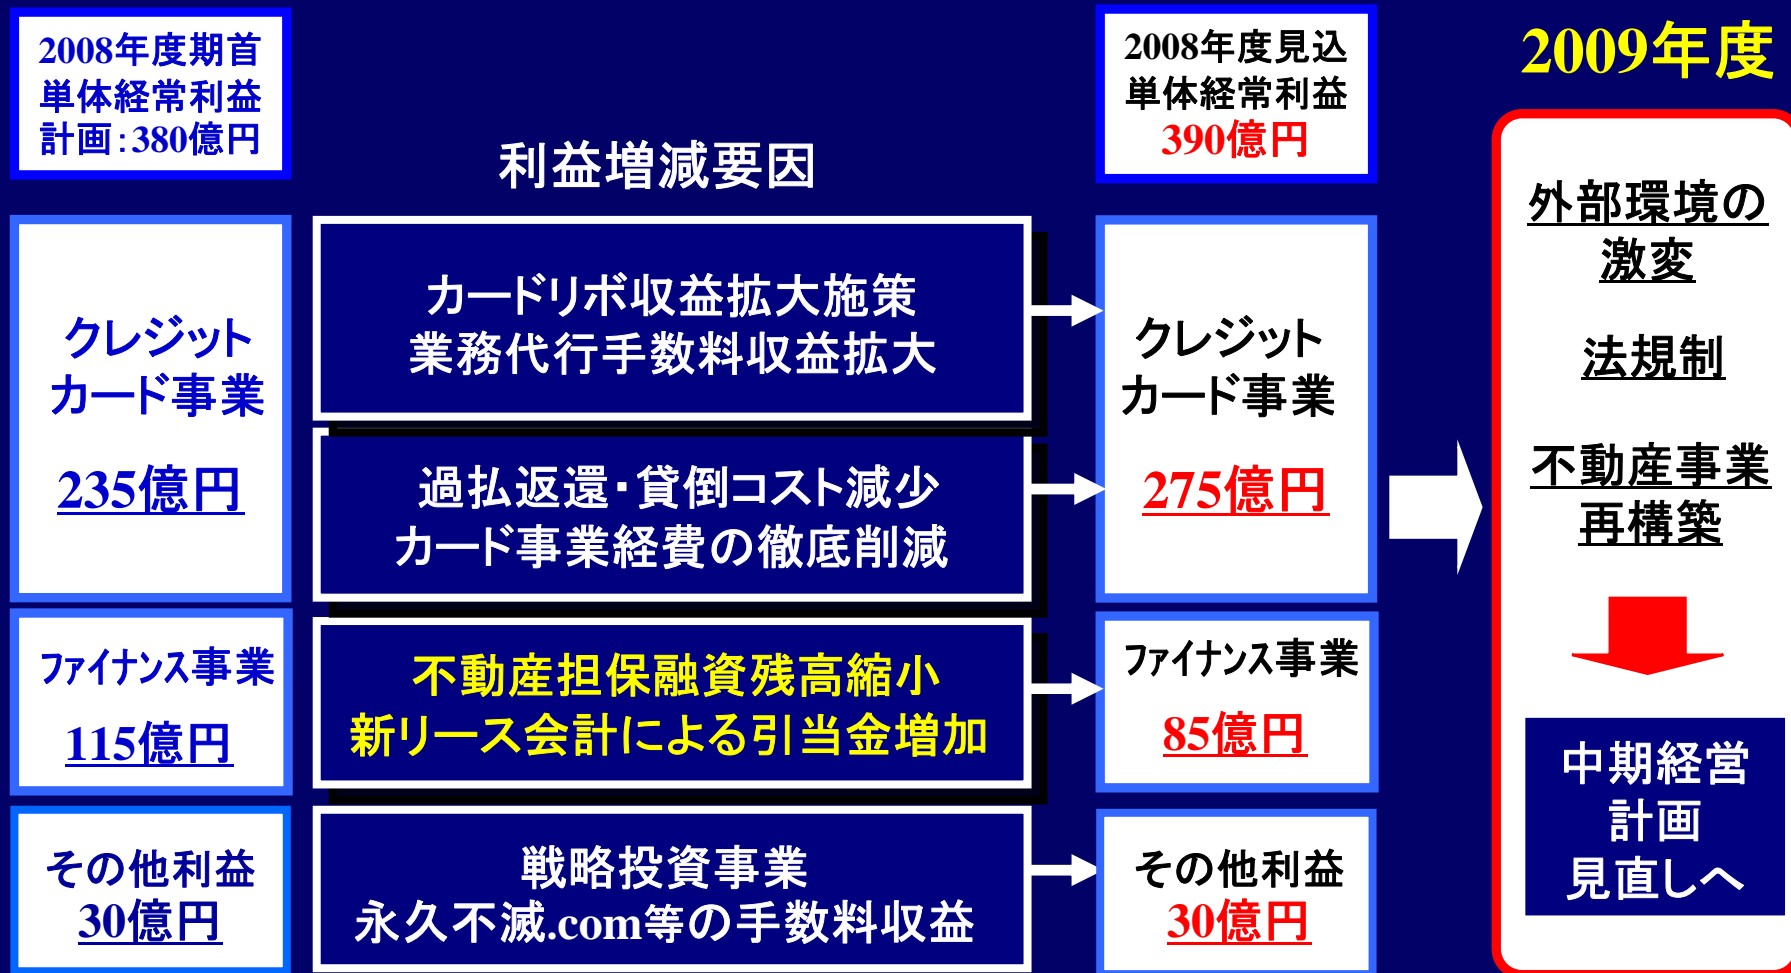 2008年度期首
単体経常利益
計画：380億円
利益増減要因
2008年度見込
単体経常利益
390億円
2009年度
クレジット
カード事業
235億円
カードリボ収益拡大施策
業務代行手数料収益拡大
過払返還・貸倒コスト減少
カード事業経費の徹底削減
クレジット
カード事業
275億円
ファイナンス事業
115億円
不動産担保融資残高縮小
新リース会計による引当金増加
ファイナンス事業
85億円
その他利益
30億円
戦略投資事業
永久不滅.com等の手数料収益
その他利益
30億円
外部環境の
激変
法規制
不動産事業
再構築
中期経営
計画
見直しへ